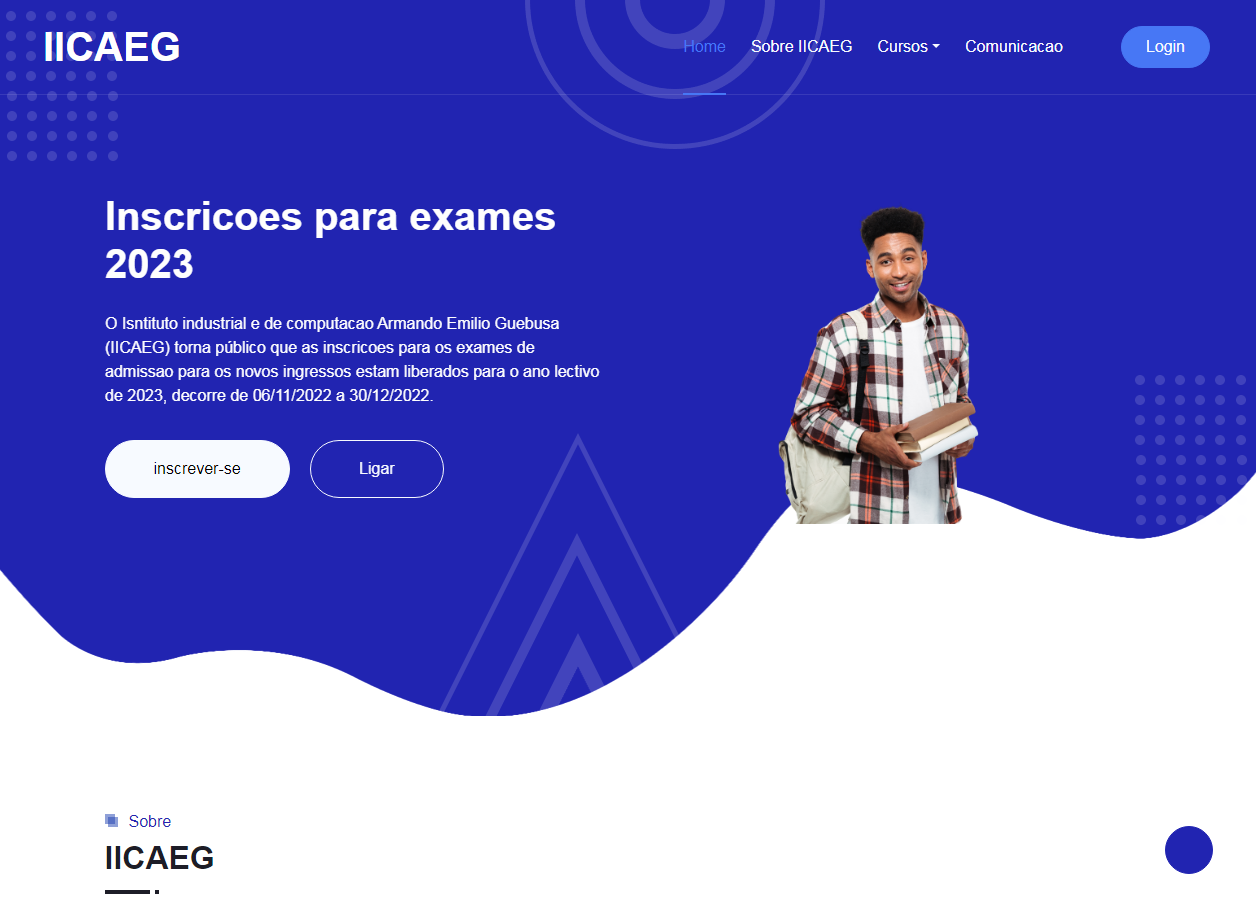 IICAEG
Home Sobre IICAEG Cursos Comunicacao Login
Inscricoes para exames
2023
O Isntituto industrial e de computacao Armando Emilio Guebusa
(IICAEG) torna público que as inscricoes para os exames de
admissao para os novos ingressos estam liberados para o ano lectivo
de 2023, decorre de 06/11/2022 a 30/12/2022.
inscrever-se Ligar
Sobre
IICAEG